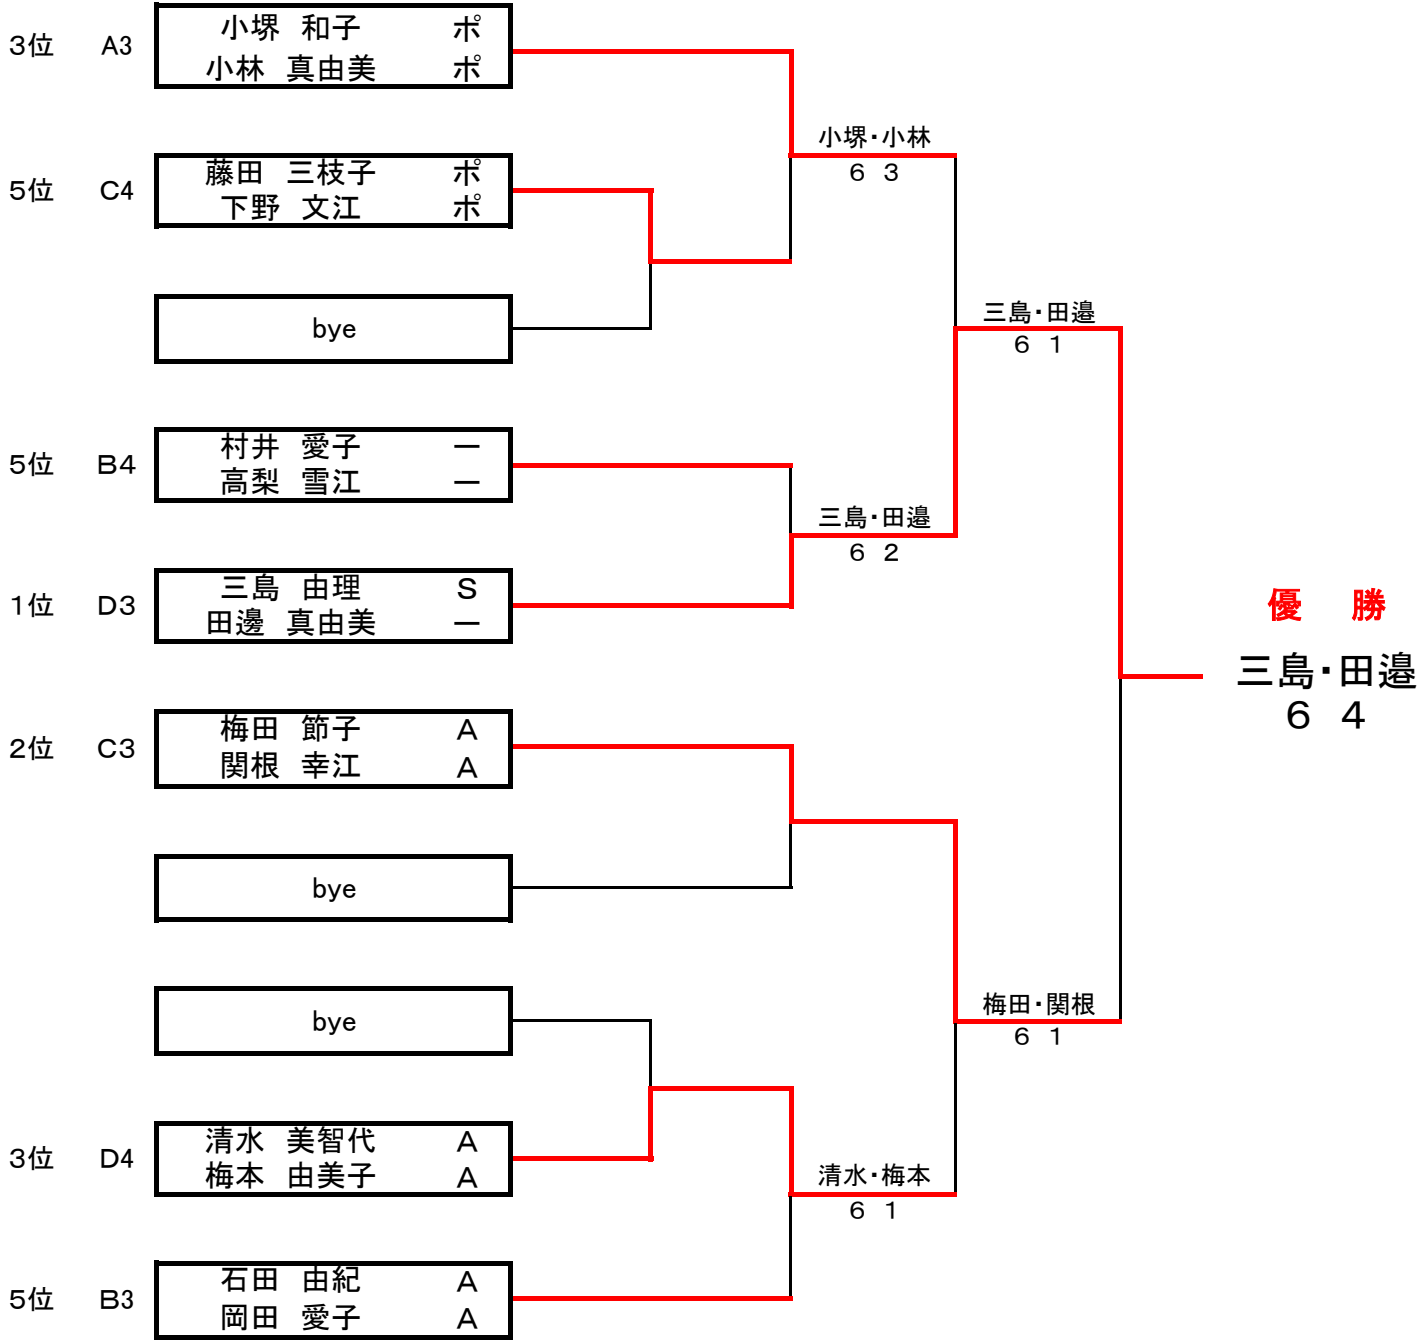 小堺 和子 ポ
3位 A3
小林 真由美 ポ
小堺・小林
6 3
藤田 三枝子 ポ
5位 C4
下野 文江 ポ
bye
三島・田邉
6 1
村井 愛子 ー
5位 B4
高梨 雪江 ー
三島・田邉
6 2
三島 由理 S
1位 D3
田邊 真由美 ー
優 勝
三島・田邉
6 4
梅田 節子 A
2位 C3
関根 幸江 A
bye
bye
梅田・関根
6 1
清水 美智代 A
3位 D4
梅本 由美子 A
清水・梅本
6 1
石田 由紀 A
5位 B3
岡田 愛子 A